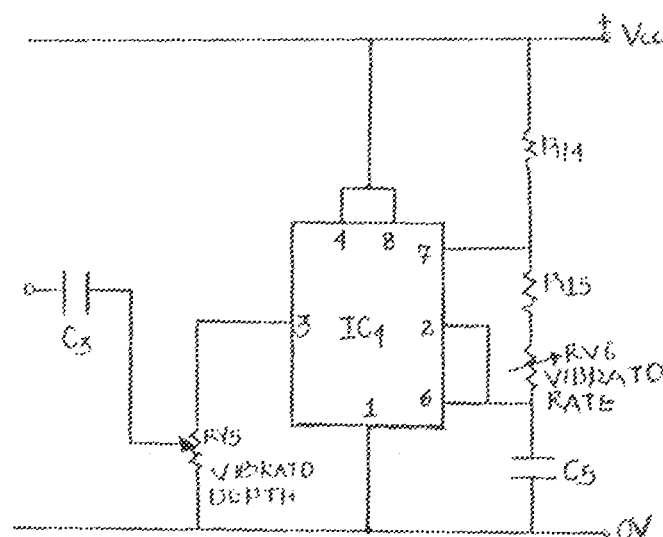 +
Vcc
R14
4
8
7
R15
C3
3
IC4
2
RV6
VIBRATO
RATE
6
1
RV5
VIBRATO
DEPTH
C5
0V